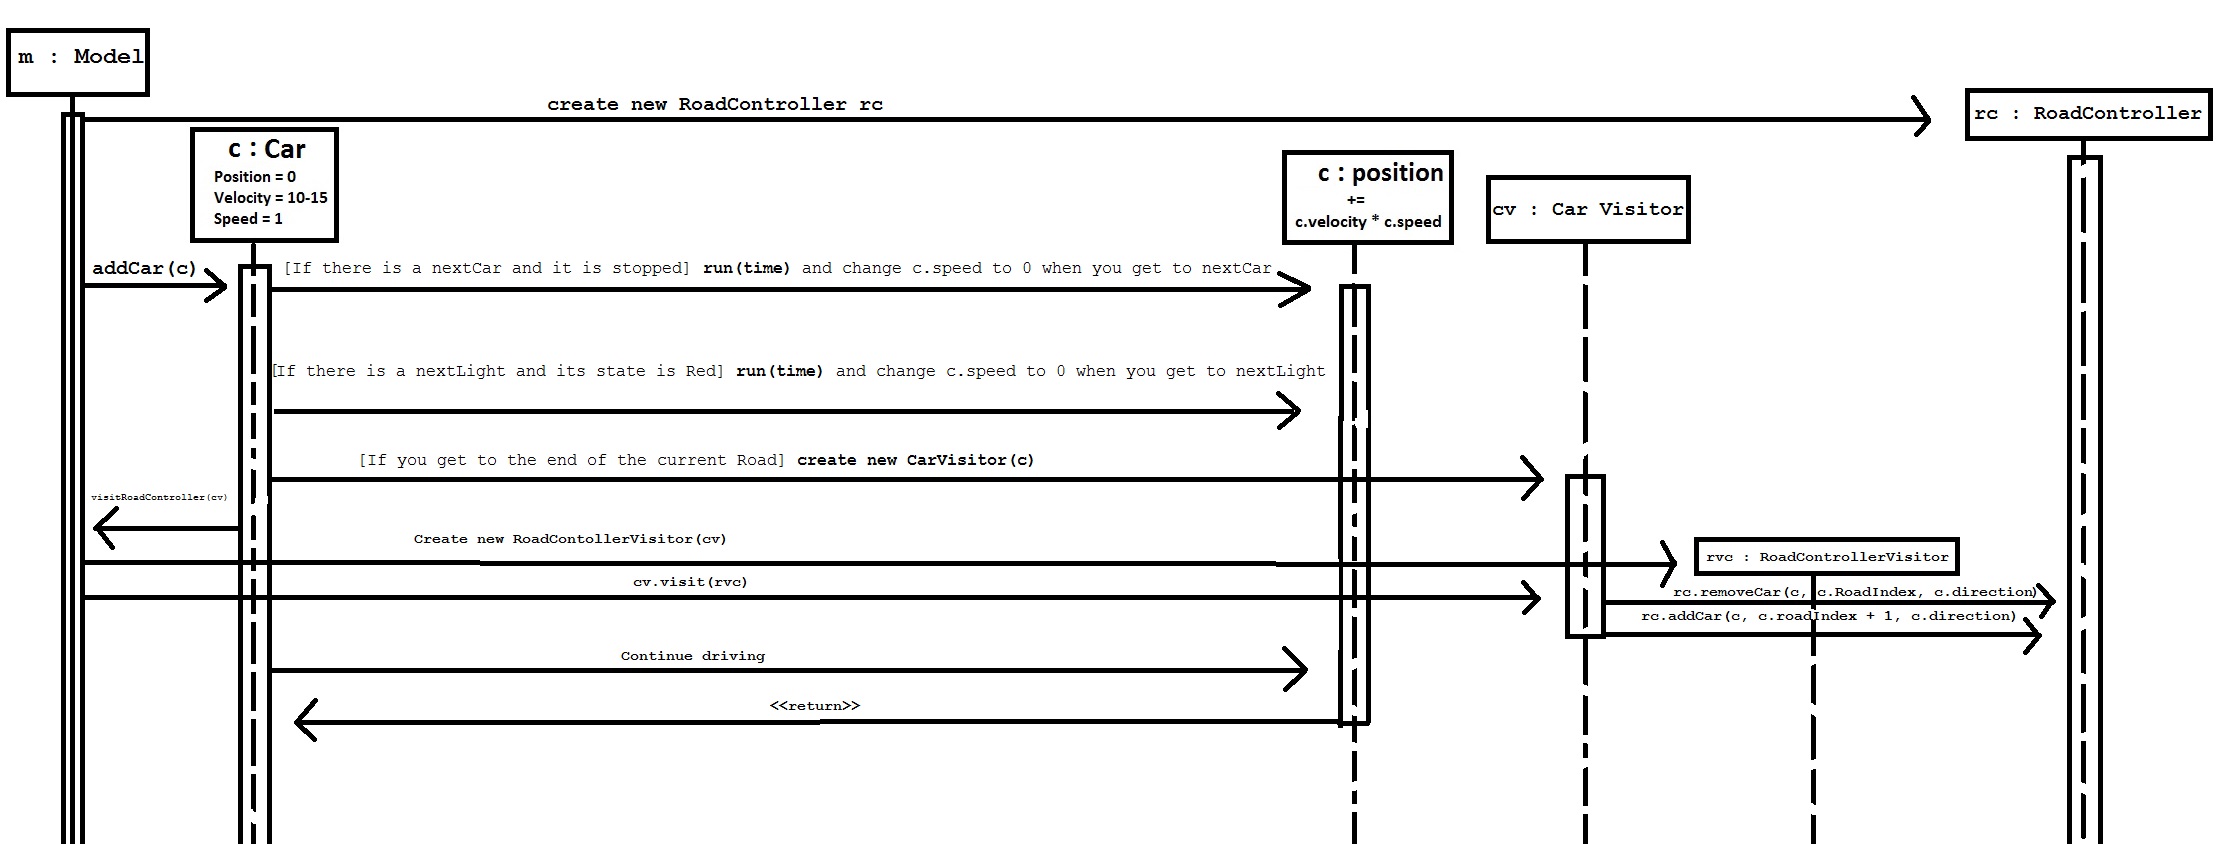 m : Model
create new RoadController rc
rc : RoadController
c : Car
Position = 0
Velocity = 10-15
Speed = 1
c : position
+=
c.velocity * c.speed
cv : Car Visitor
addCar(c)
[If there is a nextCar and it is stopped] run(time) and change c.speed to 0 when you get to nextCar
[If there is a nextLight and its state is Red] run(time) and change c.speed to 0 when you get to nextLight
[If you get to the end of the current Road] create new CarVisitor(c)
visitRoadController(cv)
Create new RoadContollerVisitor(cv)
rvc : RoadControllerVisitor
cv.visit(rvc)
rc.removeCar(c, c.RoadIndex, c.direction)
rc.addCar(c, c.roadIndex + 1, c.direction)
Continue driving
<<return>>